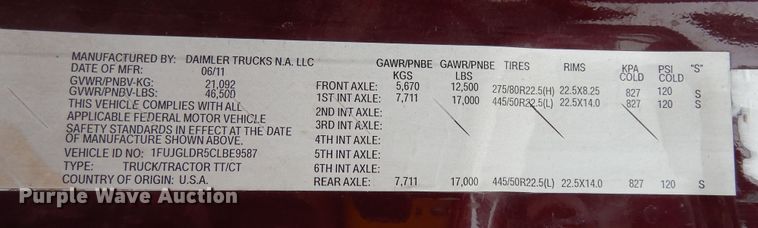 MANUFACTURED BY: DAIMLER TRUCKS N.A. LLC
DATE OF MFR: 06/11
GVWR/PNBV-KG: 21,092
GVWR/PNBV-LBS: 46,500
THIS VEHICLE COMPLIES WITH ALL
APPLICABLE FEDERAL MOTOR VEHICLE
SAFETY STANDARDS IN EFFECT AT THE DATE
OF MANUFACTURE SHOWN ABOVE.
VEHICLE ID NO: 1FUJGLDR5CLBE9587
TYPE: TRUCK/TRACTOR TT/CT
COUNTRY OF ORIGIN: U.S.A.
GAWR/PNBE KGS GAWR/PNBE LBS TIRES RIMS KPA COLD PSI COLD "S"
FRONT AXLE: 5,670 12,500 275/80R22.5(H) 22.5X8.25 827 120 S
1ST INT AXLE: 7,711 17,000 445/50R22.5(L) 22.5X14.0 827 120 S
2ND INT AXLE:
3RD INT AXLE:
4TH INT AXLE:
5TH INT AXLE:
6TH INT AXLE:
REAR AXLE: 7,711 17,000 445/50R22.5(L) 22.5X14.0 827 120 S
Purple Wave Auction